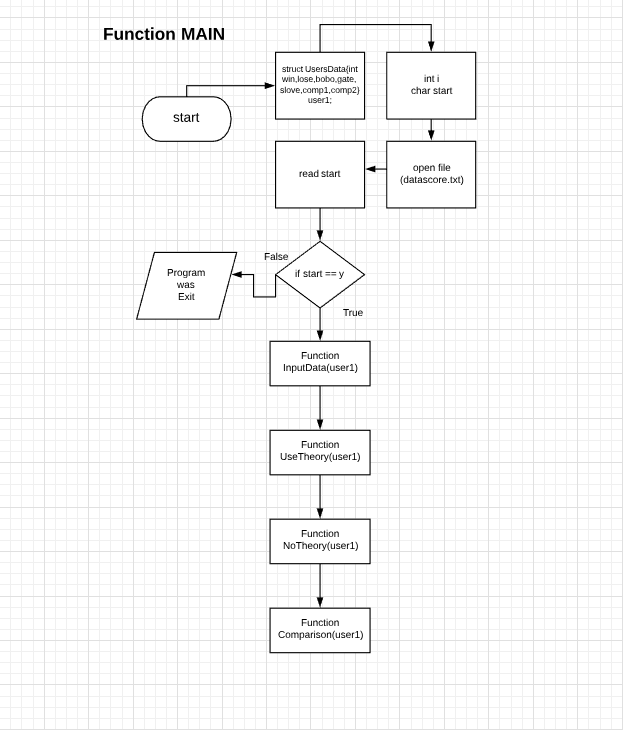 Function MAIN
start
struct UsersData{int
win,lose,bobo,gate,
slove,comp1,comp2}
user1;
int i
char start
open file
(datascore.txt)
read start
if start == y
False
Program
was
Exit
True
Function
InputData(user1)
Function
UseTheory(user1)
Function
NoTheory(user1)
Function
Comparison(user1)